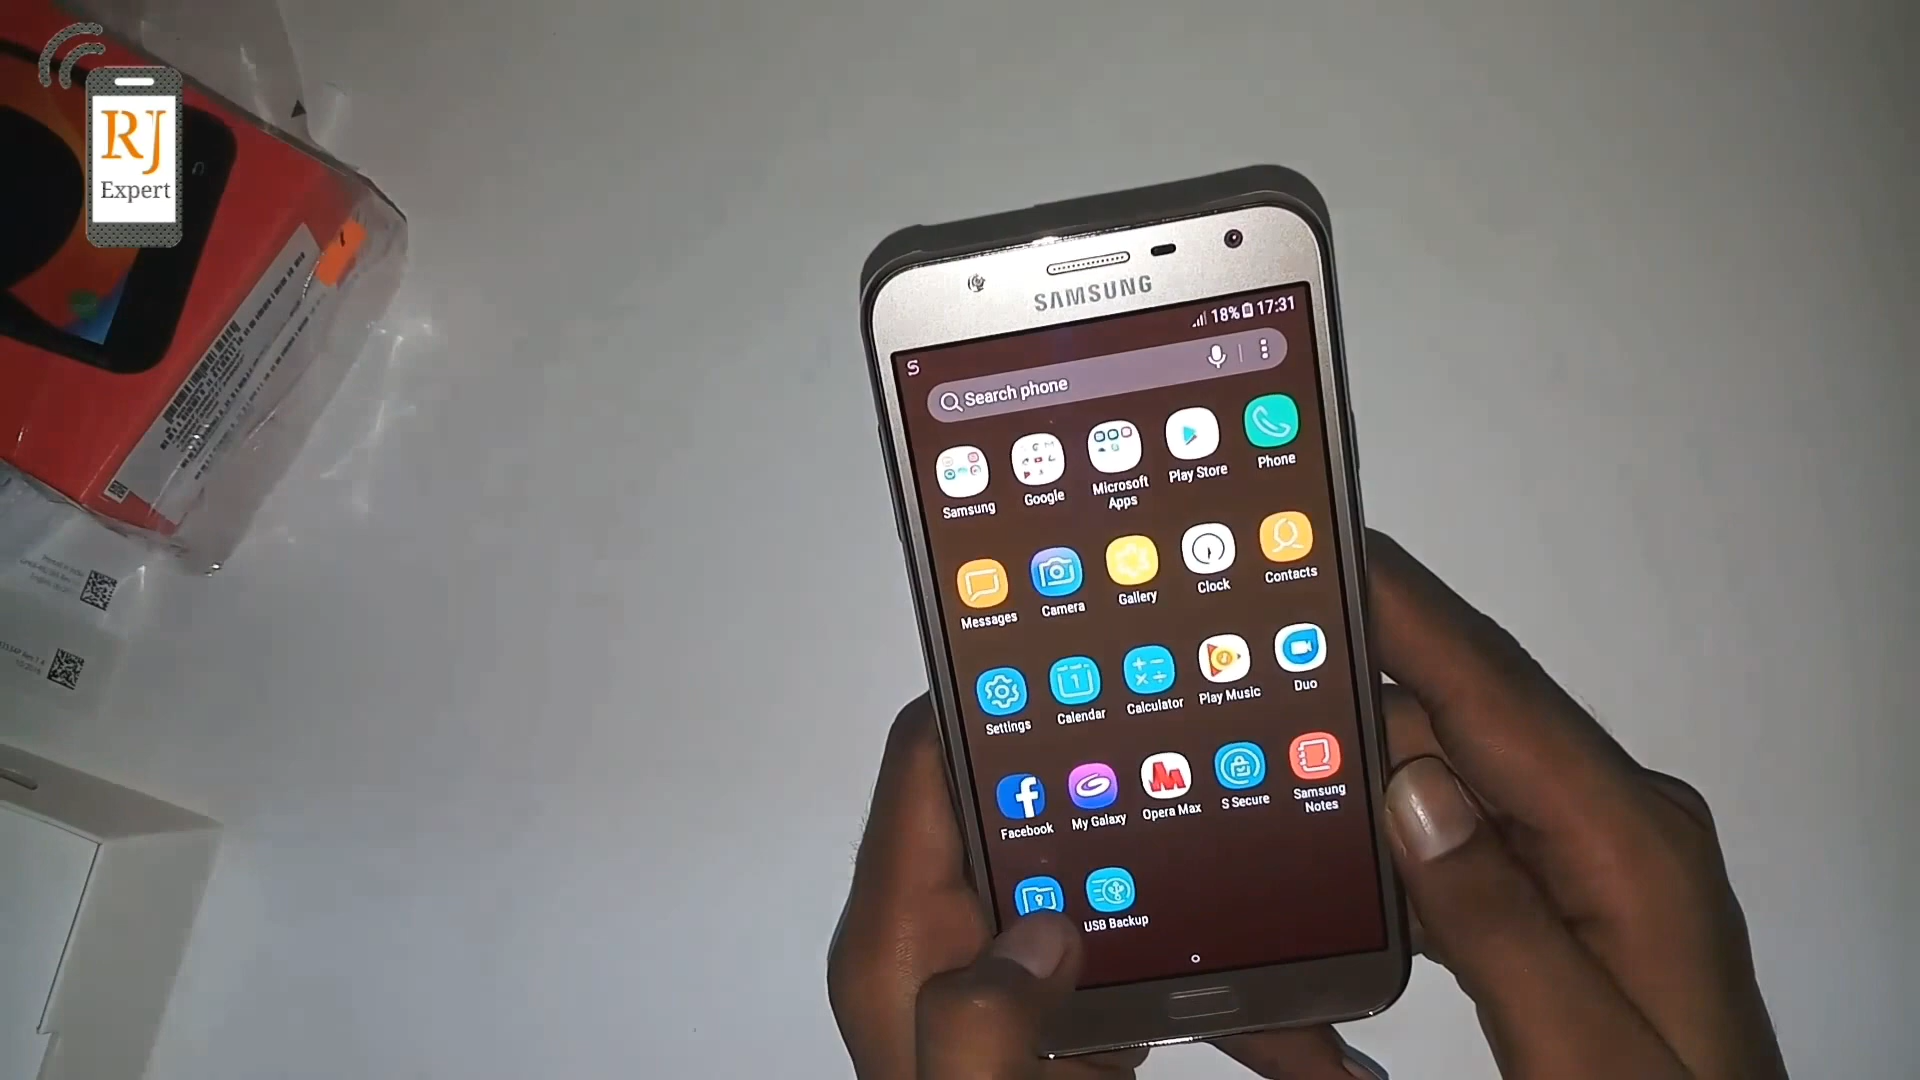 RJ
Expert
SAMSUNG
18% 17:31
Search phone
Samsung
Google
Microsoft
Apps
Play Store
Phone
Messages
Camera
Gallery
Clock
Contacts
Settings
1
Calendar
Calculator
Play Music
Duo
Facebook
My Galaxy
Opera Max
S Secure
Samsung
Notes
USB Backup